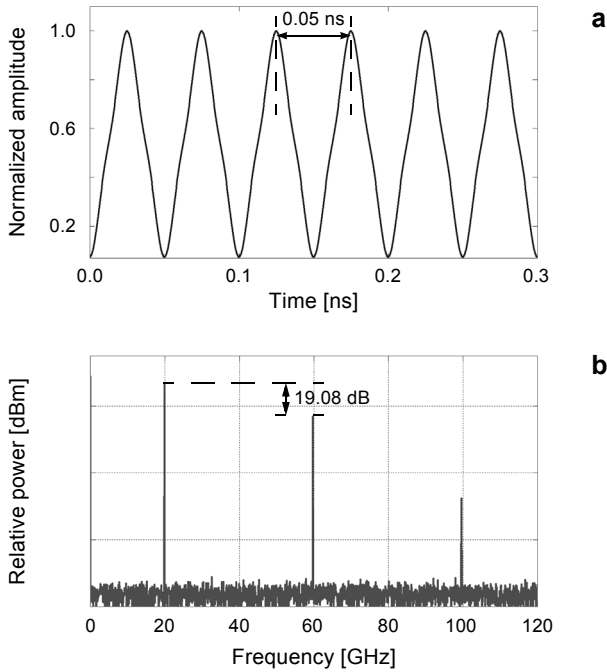 a
0.05 ns
Normalized amplitude
1.0
0.6
0.2
0.0 0.1 0.2 0.3
Time [ns]
b
19.08 dB
Relative power [dBm]
0 20 40 60 80 100 120
Frequency [GHz]